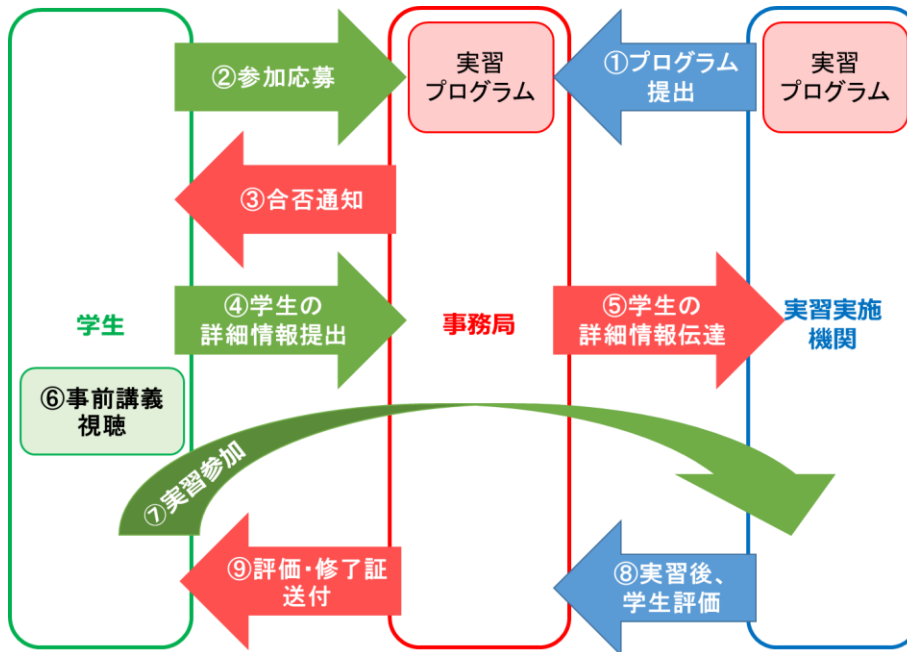 ②参加応募
実習
プログラム
①プログラム
提出
実習
プログラム
③合否通知
学生
④学生の
詳細情報提出
事務局
⑤学生の
詳細情報伝達
実習実施
機関
⑥事前講義
視聴
⑦実習参加
⑨評価・修了証
送付
⑧実習後、
学生評価